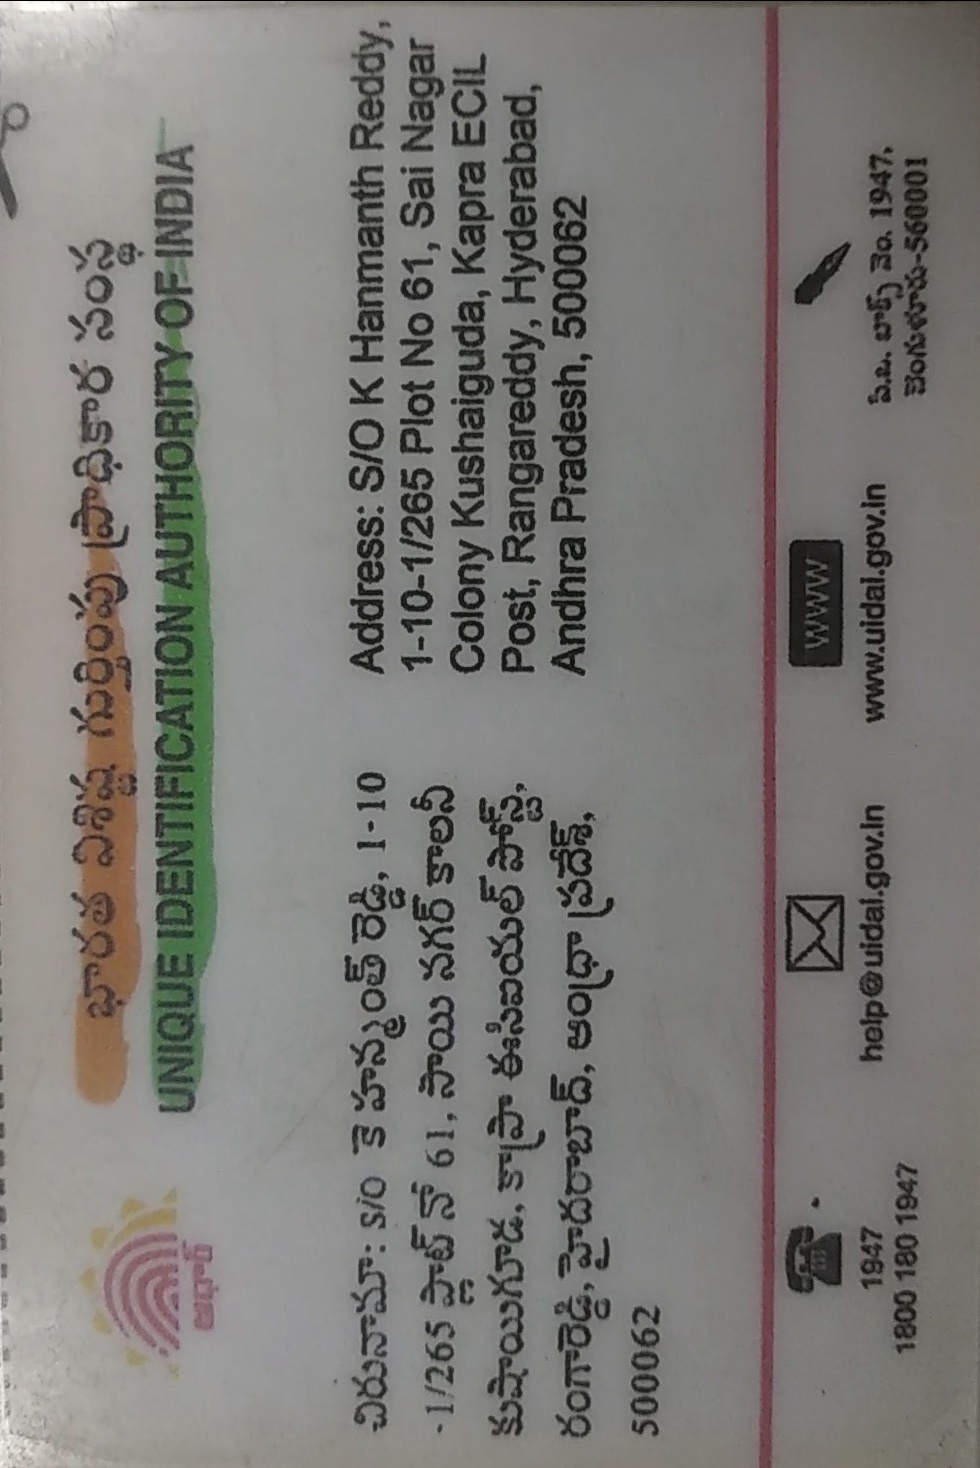 భారత విశిష్ట గుర్తింపు ప్రాధికార సంస్థ
UNIQUE IDENTIFICATION AUTHORITY OF INDIA
ఆధార్
చిరునామా: S/O కె హన్మంత్ రెడ్డి, 1-10
-1/265 ప్లాట్ నో 61, సాయి నగర్ కాలనీ
కుషాయిగూడ, కాప్రా ఈసిఐయల్ పోస్ట్,
రంగారెడ్డి, హైదరాబాద్, ఆంధ్రా ప్రదేశ్,
500062
Address: S/O K Hanmanth Reddy,
1-10-1/265 Plot No 61, Sai Nagar
Colony Kushaiguda, Kapra ECIL
Post, Rangareddy, Hyderabad,
Andhra Pradesh, 500062
1947
1800 180 1947
help@uidai.gov.in
WWW
www.uidai.gov.in
పి.బి. బాక్స్ నెం. 1947,
బెంగుళూరు-560001